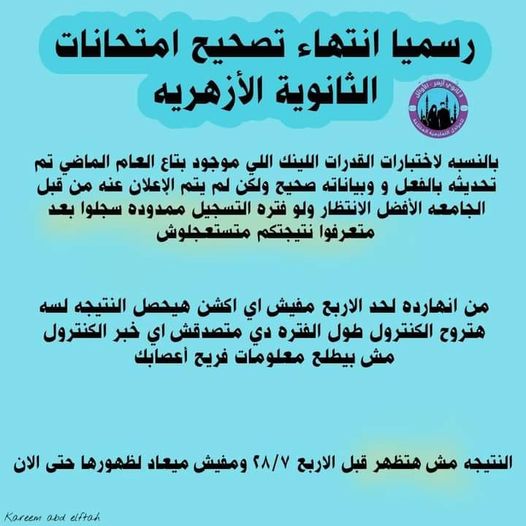 رسميا انتهاء تصحيح امتحانات
الثانوية الأزهريه
بالنسبه لاختبارات القدرات اللينك اللي موجود بتاع العام الماضي تم
تحديثه بالفعل و وبياناته صحيح ولكن لم يتم الإعلان عنه من قبل
الجامعه الأفضل الانتظار ولو فتره التسجيل ممدوده سجلوا بعد
متعرفوا نتيجتكم متستعجلوش
من انهارده لحد الاربع مفيش اي اكشن هيحصل النتيجه لسه
هتروح الكنترول طول الفتره دي متصدقش اي خبر الكنترول
مش بيطلع معلومات فريح أعصابك
النتيجه مش هتظهر قبل الاربع ٢٨/٧ ومفيش ميعاد لظهورها حتى الان
Kareem abd elftah